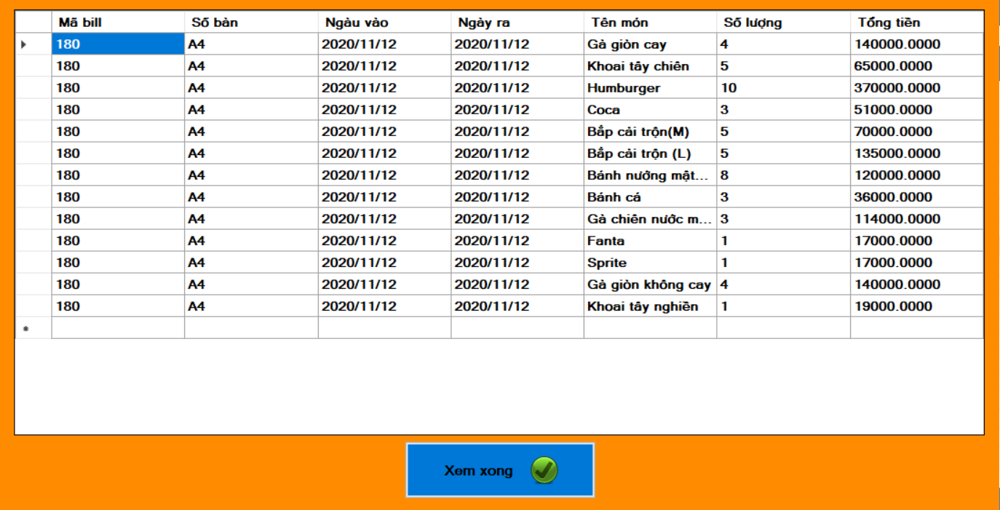 Mã bill Số bàn Ngàu vào Ngày ra Tên món Số lượng Tổng tiền
180 A4 2020/11/12 2020/11/12 Gà giòn cay 4 140000.0000
180 A4 2020/11/12 2020/11/12 Khoai tây chiên 5 65000.0000
180 A4 2020/11/12 2020/11/12 Humburger 10 370000.0000
180 A4 2020/11/12 2020/11/12 Coca 3 51000.0000
180 A4 2020/11/12 2020/11/12 Bắp cải trộn(M) 5 70000.0000
180 A4 2020/11/12 2020/11/12 Bắp cải trộn (L) 5 135000.0000
180 A4 2020/11/12 2020/11/12 Bánh nướng mật... 8 120000.0000
180 A4 2020/11/12 2020/11/12 Bánh cá 3 36000.0000
180 A4 2020/11/12 2020/11/12 Gà chiên nước m... 3 114000.0000
180 A4 2020/11/12 2020/11/12 Fanta 1 17000.0000
180 A4 2020/11/12 2020/11/12 Sprite 1 17000.0000
180 A4 2020/11/12 2020/11/12 Gà giòn không cay 4 140000.0000
180 A4 2020/11/12 2020/11/12 Khoai tây nghiền 1 19000.0000
Xem xong